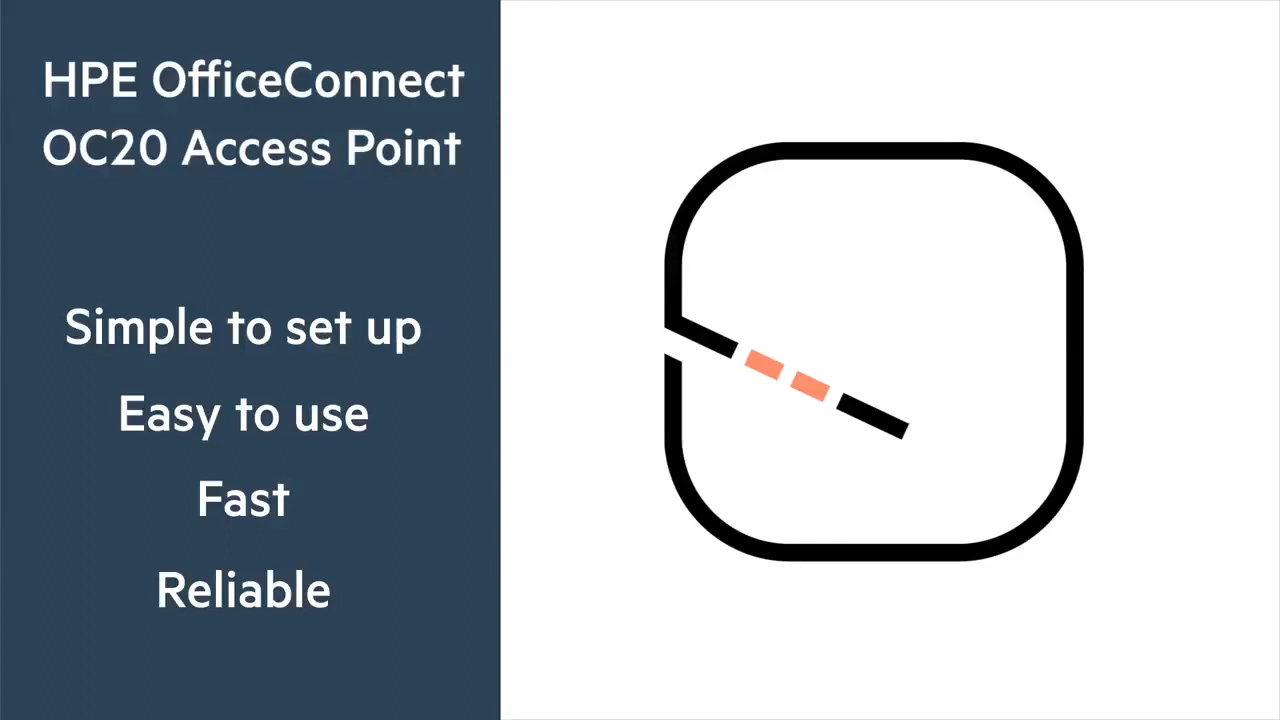 HPE OfficeConnect
OC20 Access Point
Simple to set up
Easy to use
Fast
Reliable